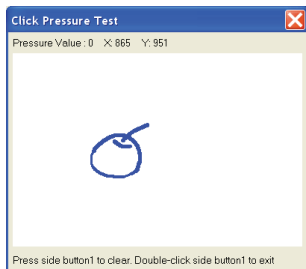 Click Pressure Test
Pressure Value : 0 X: 865 Y: 951
Press side button1 to clear. Double-click side button1 to exit